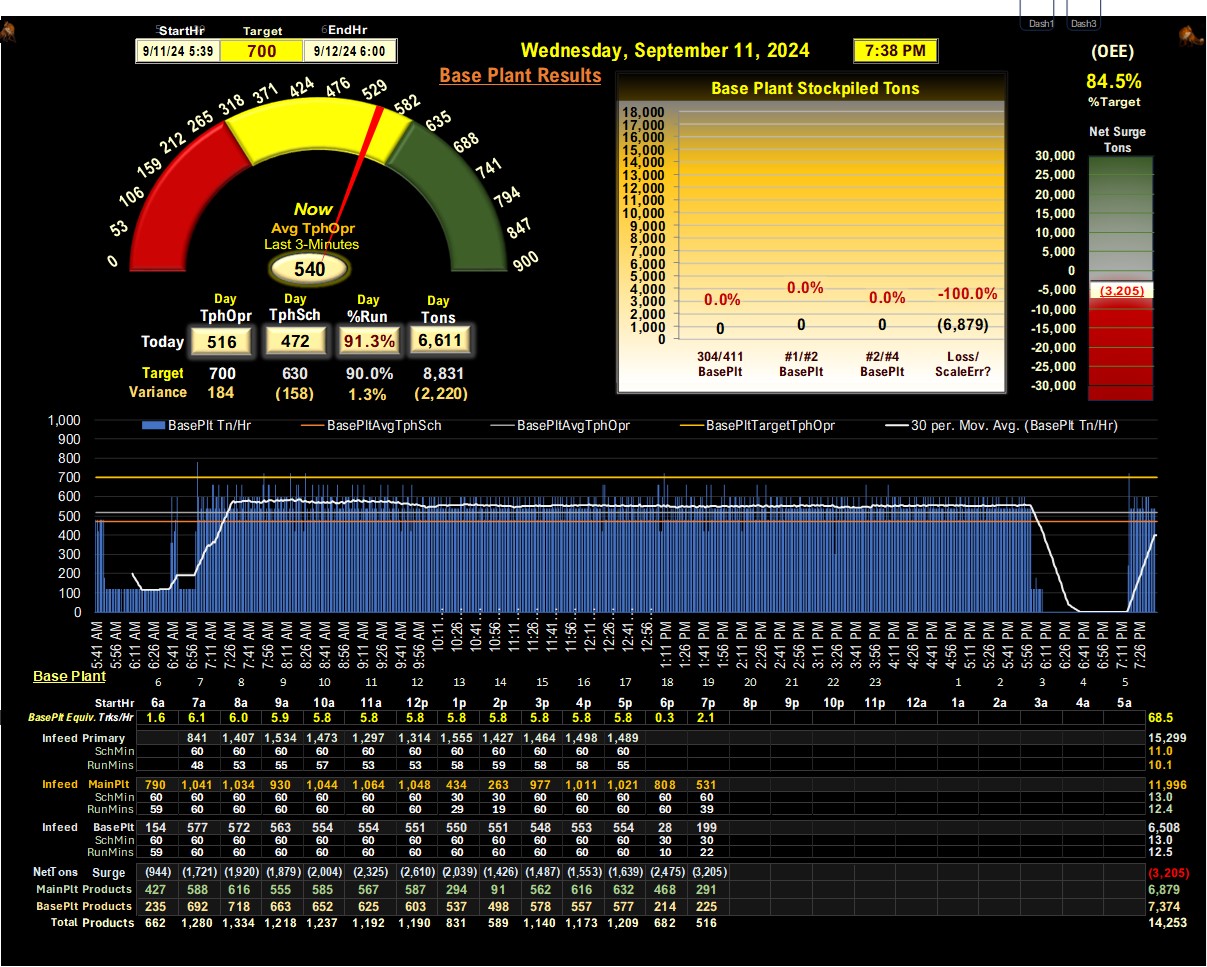 Dash1 Dash3
StartHr Target EndHr
9/11/24 5:39 700 9/12/24 6:00
Wednesday, September 11, 2024 7:38 PM
(OEE)
84.5%
%Target
Base Plant Results
0 53 106 159 212 265 318 371 424 476 529 582 635 688 741 794 847 900
Now
Avg TphOpr
Last 3-Minutes
540
Day Day Day Day
TphOpr TphSch %Run Tons
Today 516 472 91.3% 6,611
Target 700 630 90.0% 8,831
Variance 184 (158) 1.3% (2,220)
Base Plant Stockpiled Tons
18,000
17,000
16,000
15,000
14,000
13,000
12,000
11,000
10,000
9,000
8,000
7,000
6,000
5,000
4,000
3,000
2,000
1,000
0
0.0% 0.0% 0.0% -100.0%
0 0 0 (6,879)
304/411 #1/#2 #2/#4 Loss/
BasePlt BasePlt BasePlt ScaleErr?
Net Surge
Tons
30,000
25,000
20,000
15,000
10,000
5,000
0
-5,000
-10,000
-15,000
-20,000
-25,000
-30,000
(3,205)
BasePlt Tn/Hr BasePltAvgTphSch BasePltAvgTphOpr BasePltTargetTphOpr 30 per. Mov. Avg. (BasePlt Tn/Hr)
1,000
900
800
700
600
500
400
300
200
100
0
5:41 AM 5:56 AM 6:11 AM 6:26 AM 6:41 AM 6:56 AM 7:11 AM 7:26 AM 7:41 AM 7:56 AM 8:11 AM 8:26 AM 8:41 AM 8:56 AM 9:11 AM 9:26 AM 9:41 AM 9:56 AM 10:11… 10:26… 10:41… 10:56… 11:11… 11:26… 11:41… 11:56… 12:11… 12:26… 12:41… 12:56… 1:11 PM 1:26 PM 1:41 PM 1:56 PM 2:11 PM 2:26 PM 2:41 PM 2:56 PM 3:11 PM 3:26 PM 3:41 PM 3:56 PM 4:11 PM 4:26 PM 4:41 PM 4:56 PM 5:11 PM 5:26 PM 5:41 PM 5:56 PM 6:11 PM 6:26 PM 6:41 PM 6:56 PM 7:11 PM 7:26 PM
Base Plant
6 7 8 9 10 11 12 13 14 15 16 17 18 19 20 21 22 23 1 2 3 4 5
StartHr 6a 7a 8a 9a 10a 11a 12p 1p 2p 3p 4p 5p 6p 7p 8p 9p 10p 11p 12a 1a 2a 3a 4a 5a
BasePlt Equiv. Trks/Hr 1.6 6.1 6.0 5.9 5.8 5.8 5.8 5.8 5.8 5.8 5.8 5.8 0.3 2.1 68.5
Infeed Primary 841 1,407 1,534 1,473 1,297 1,314 1,555 1,427 1,464 1,498 1,489 15,299
SchMin 60 60 60 60 60 60 60 60 60 60 60 11.0
RunMins 48 53 55 57 53 53 58 59 58 58 55 10.1
Infeed MainPlt 790 1,041 1,034 930 1,044 1,064 1,048 434 263 977 1,011 1,021 808 531 11,996
SchMin 60 60 60 60 60 60 60 30 30 60 60 60 60 60 13.0
RunMins 59 60 60 60 60 60 60 29 19 60 60 60 60 39 12.4
Infeed BasePlt 154 577 572 563 554 554 551 550 551 548 553 554 28 199 6,508
SchMin 60 60 60 60 60 60 60 60 60 60 60 60 30 30 13.0
RunMins 59 60 60 60 60 60 60 60 60 60 60 60 10 22 12.5
NetTons Surge (944) (1,721) (1,920) (1,879) (2,004) (2,325) (2,610) (2,039) (1,426) (1,487) (1,553) (1,639) (2,475) (3,205) (3,205)
MainPlt Products 427 588 616 555 585 567 587 294 91 562 616 632 468 291 6,879
BasePlt Products 235 692 718 663 652 625 603 537 498 578 557 577 214 225 7,374
Total Products 662 1,280 1,334 1,218 1,237 1,192 1,190 831 589 1,140 1,173 1,209 682 516 14,253